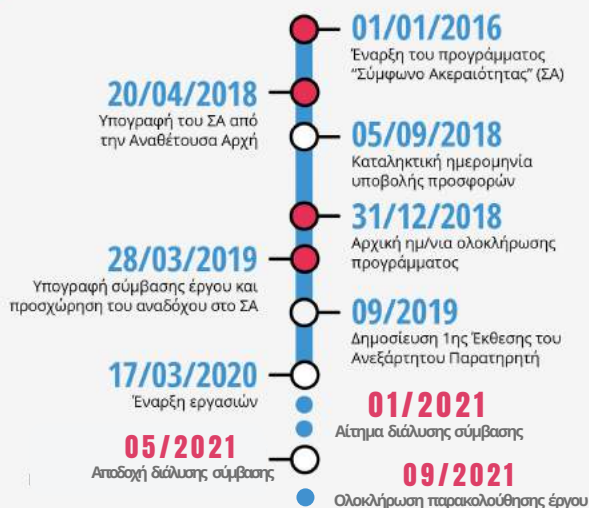 01/01/2016
Έναρξη του προγράμματος
“Σύμφωνο Ακεραιότητας” (ΣΑ)
20/04/2018
Υπογραφή του ΣΑ από
την Αναθέτουσα Αρχή
05/09/2018
Καταληκτική ημερομηνία
υποβολής προσφορών
31/12/2018
Αρχική ημ/νια ολοκλήρωσης
προγράμματος
28/03/2019
Υπογραφή σύμβασης έργου και
προσχώρηση του αναδόχου στο ΣΑ
09/2019
Δημοσίευση 1ης Έκθεσης του
Ανεξάρτητου Παρατηρητή
17/03/2020
Έναρξη εργασιών
01/2021
Αίτημα διάλυσης σύμβασης
05/2021
Αποδοχή διάλυσης σύμβασης
09/2021
Ολοκλήρωση παρακολούθησης έργου